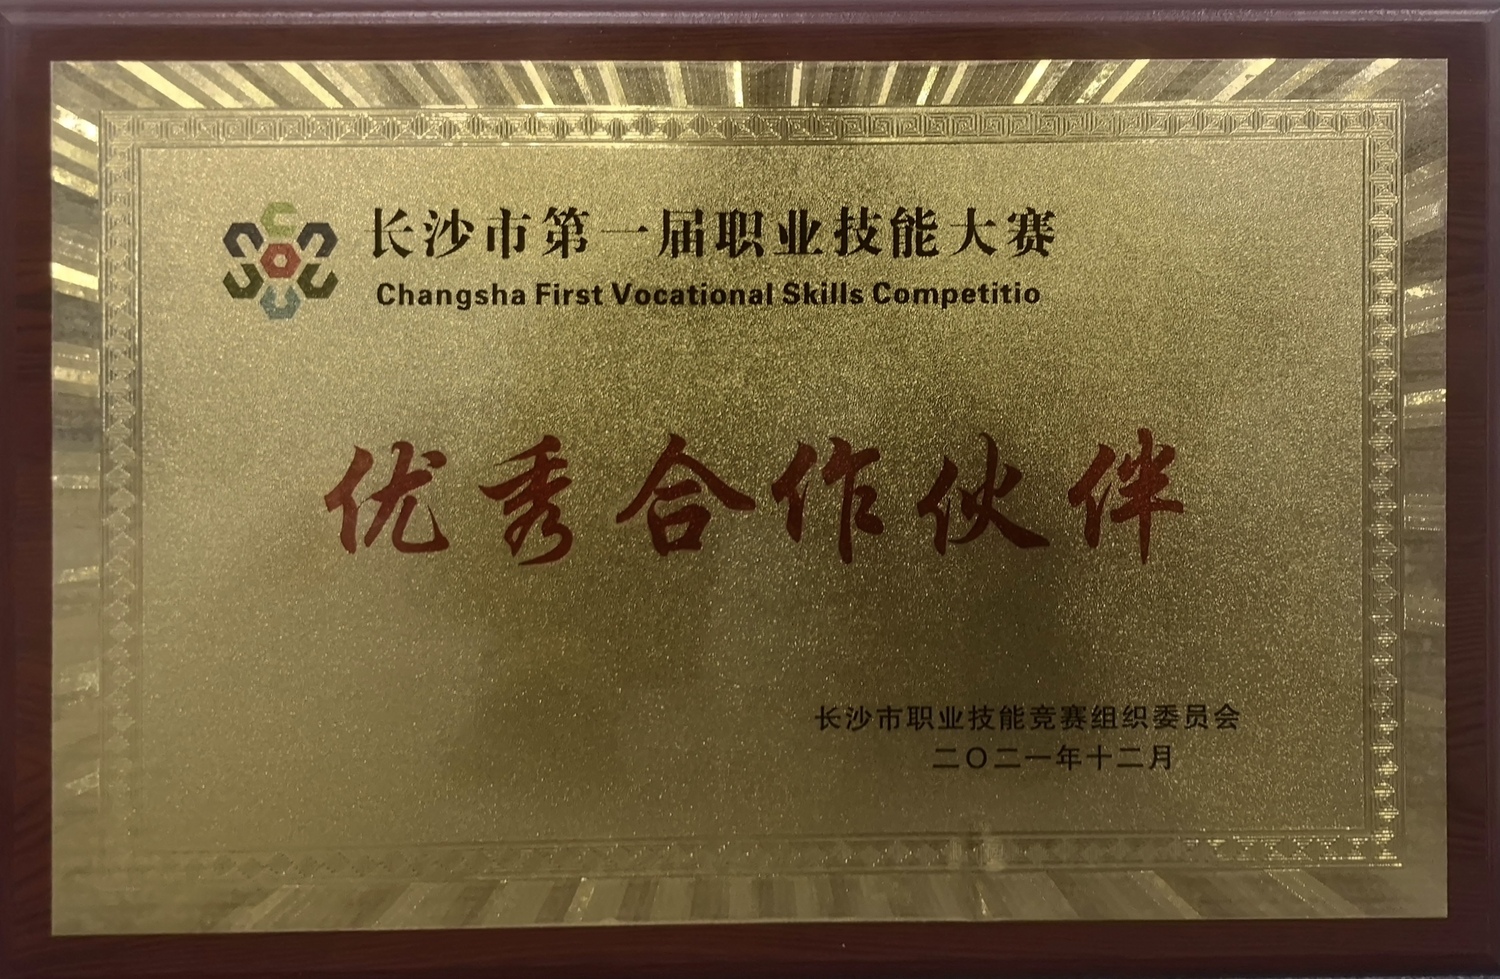 长沙市第一届职业技能大赛
Changsha First Vocational Skills Competitio
优秀合作伙伴
长沙市职业技能竞赛组织委员会
二〇二一年十二月